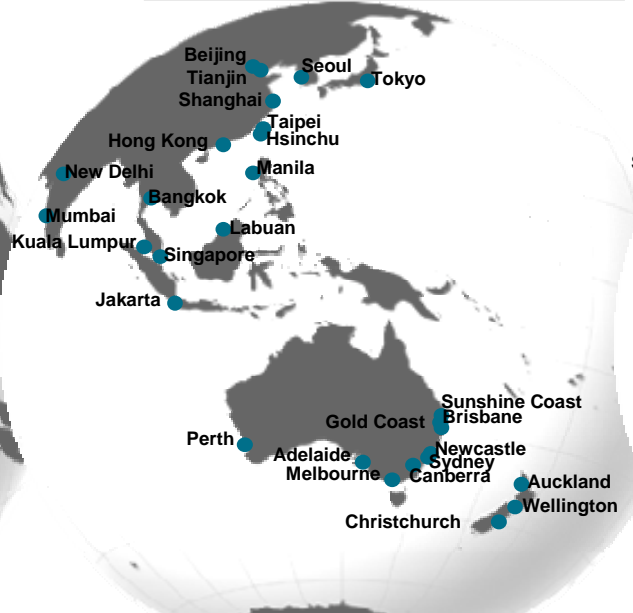 Beijing
Seoul
Tianjin
Tokyo
Shanghai
Taipei
Hong Kong
Hsinchu
New Delhi
Manila
Bangkok
Mumbai
Labuan
Kuala Lumpur
Singapore
Jakarta
Sunshine Coast
Gold Coast
Brisbane
Perth
Newcastle
Adelaide
Sydney
Melbourne
Canberra
Auckland
Wellington
Christchurch